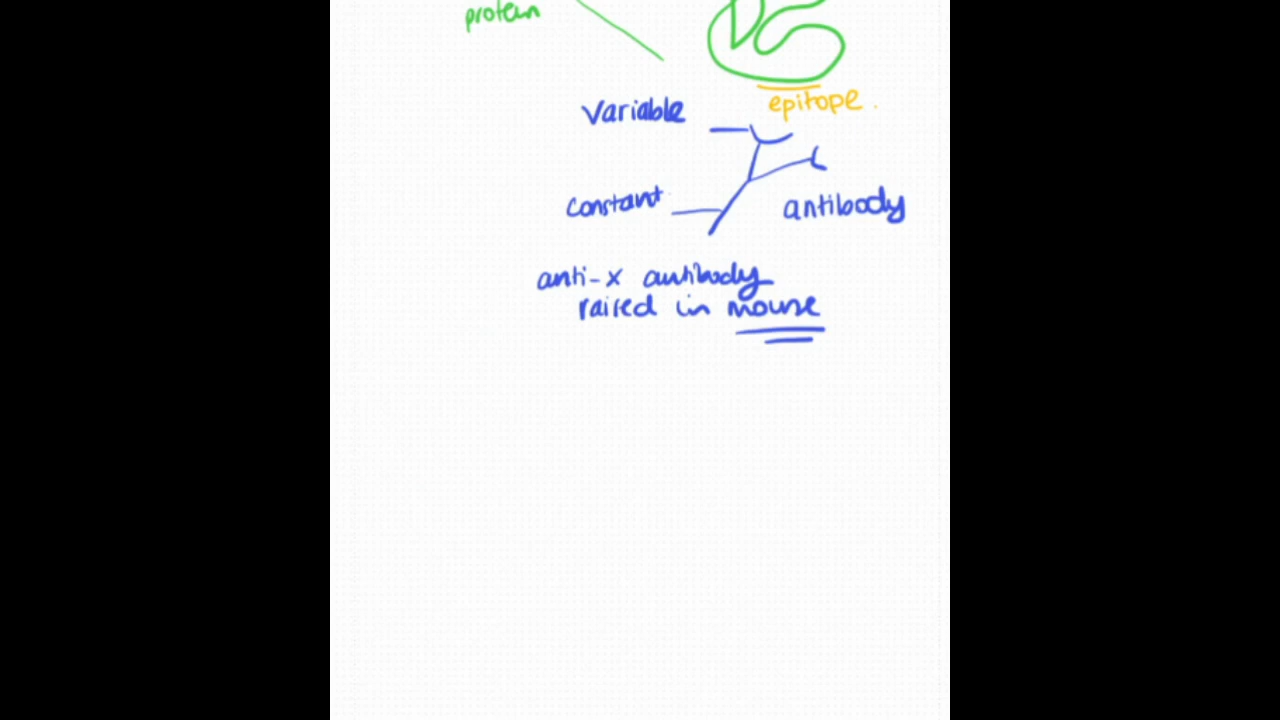 protein
epitope.
Variable
constant
antibody
anti-x antibody
raised in mouse